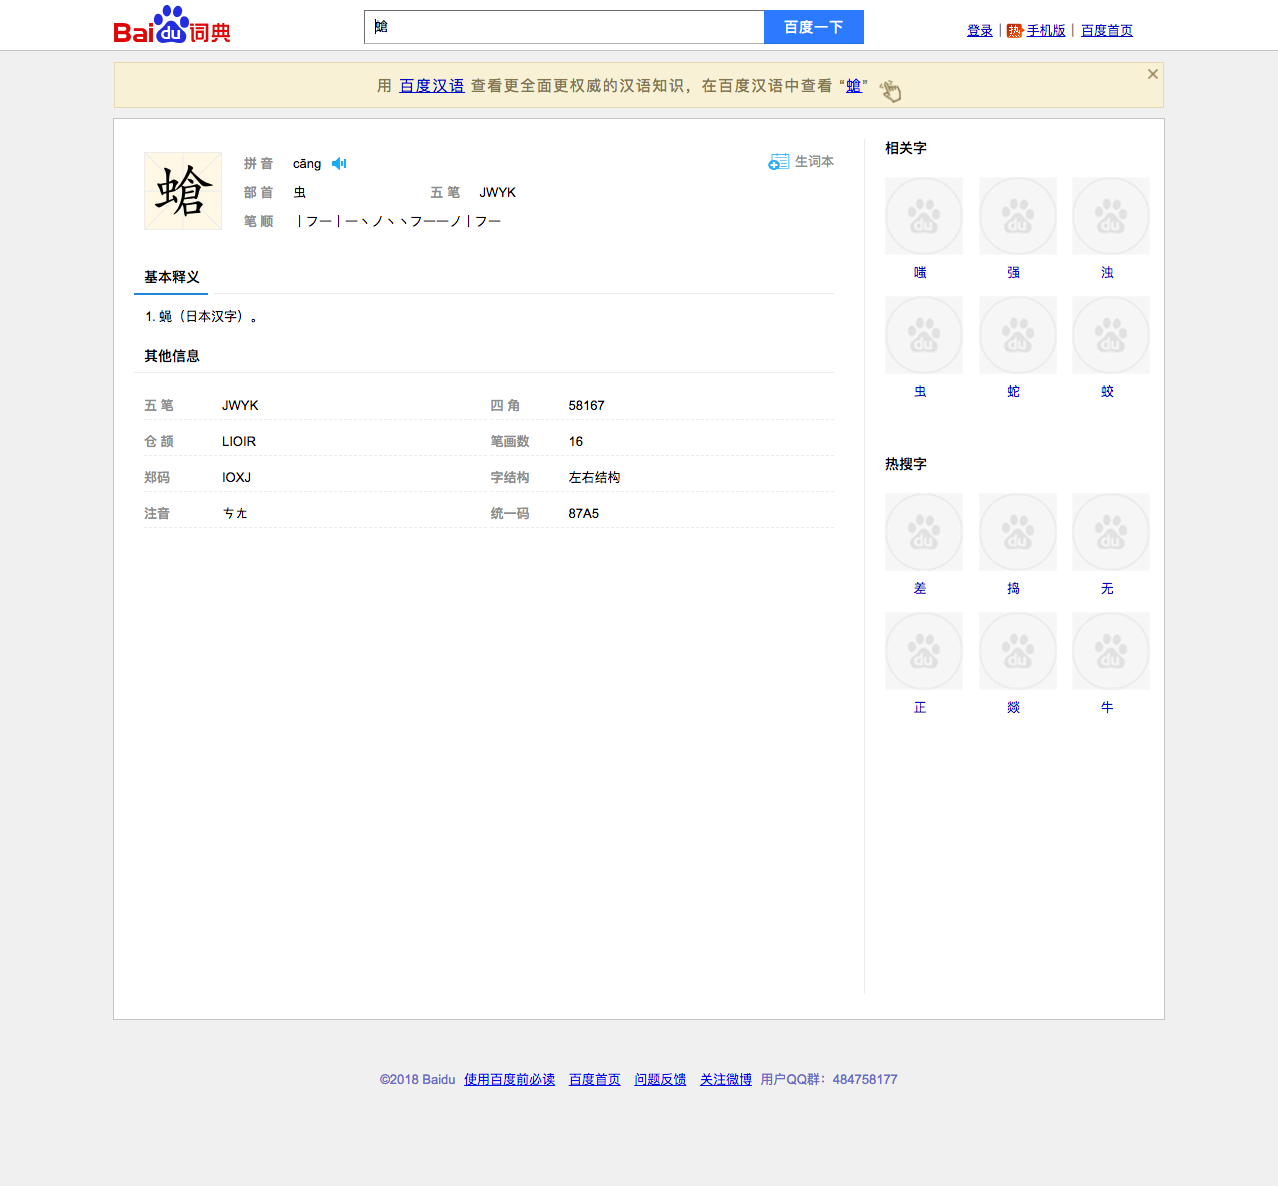 Bai du 词典
螥
百度一下
登录 | 热 手机版 | 百度首页
用 百度汉语 查看更全面更权威的汉语知识，在百度汉语中查看 “螥”
螥
拼 音 cāng
生词本
部 首 虫 五 笔 JWYK
笔 顺 丨フ一丨一丶ノ丶丶フ一一ノ丨フ一
基本释义
1. 蝇（日本汉字）。
其他信息
五 笔 JWYK 四 角 58167
仓 颉 LIOIR 笔画数 16
郑码 IOXJ 字结构 左右结构
注音 ㄘㄤ 统一码 87A5
相关字
嗤 强 浊
虫 蛇 蛟
热搜字
差 捣 无
正 燚 牛
©2018 Baidu 使用百度前必读 百度首页 问题反馈 关注微博 用户QQ群：484758177